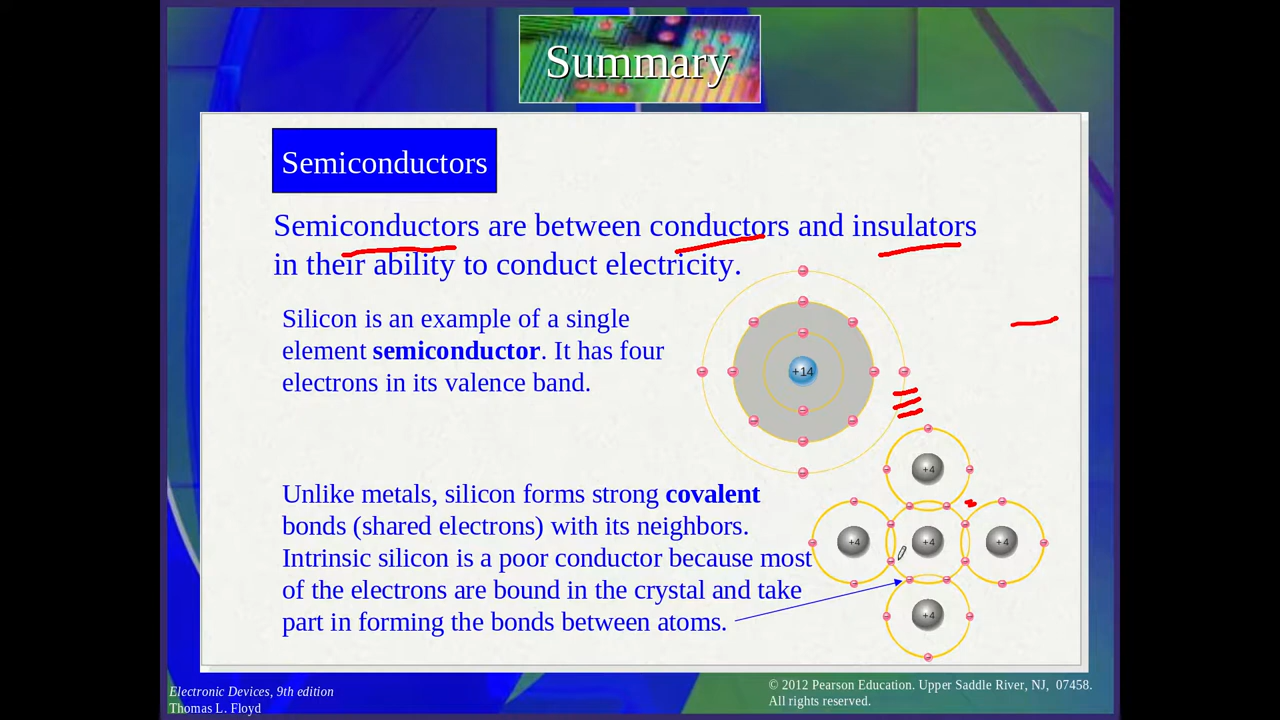 Summary
Semiconductors
Semiconductors are between conductors and insulators
in their ability to conduct electricity.
Silicon is an example of a single
element semiconductor. It has four
electrons in its valence band.
+14
Unlike metals, silicon forms strong covalent
bonds (shared electrons) with its neighbors.
Intrinsic silicon is a poor conductor because most
of the electrons are bound in the crystal and take
part in forming the bonds between atoms.
+4
+4
+4
+4
+4
Electronic Devices, 9th edition
Thomas L. Floyd
© 2012 Pearson Education. Upper Saddle River, NJ, 07458.
All rights reserved.